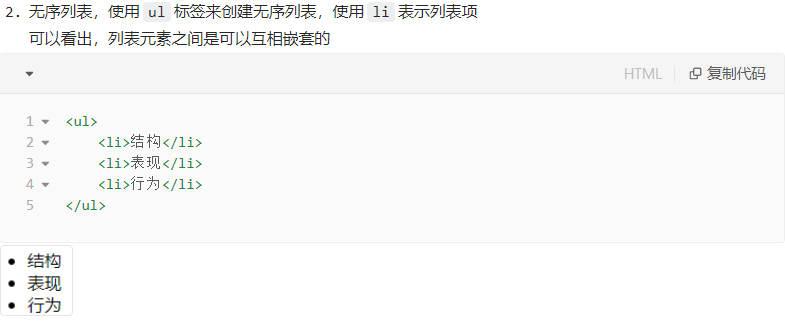 2. 无序列表，使用 ul 标签来创建无序列表，使用 li 表示列表项
可以看出，列表元素之间是可以互相嵌套的
HTML 复制代码
1 <ul>
2     <li>结构</li>
3     <li>表现</li>
4     <li>行为</li>
5 </ul>
• 结构
• 表现
• 行为